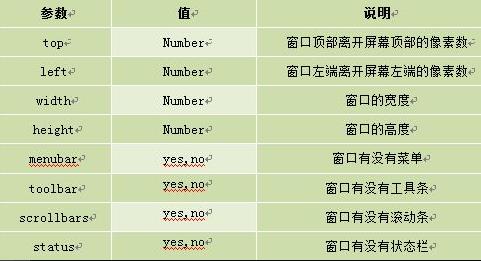 参数 值 说明
top Number 窗口顶部离开屏幕顶部的像素数
left Number 窗口左端离开屏幕左端的像素数
width Number 窗口的宽度
height Number 窗口的高度
menubar yes,no 窗口有没有菜单
toolbar yes,no 窗口有没有工具条
scrollbars yes,no 窗口有没有滚动条
status yes,no 窗口有没有状态栏